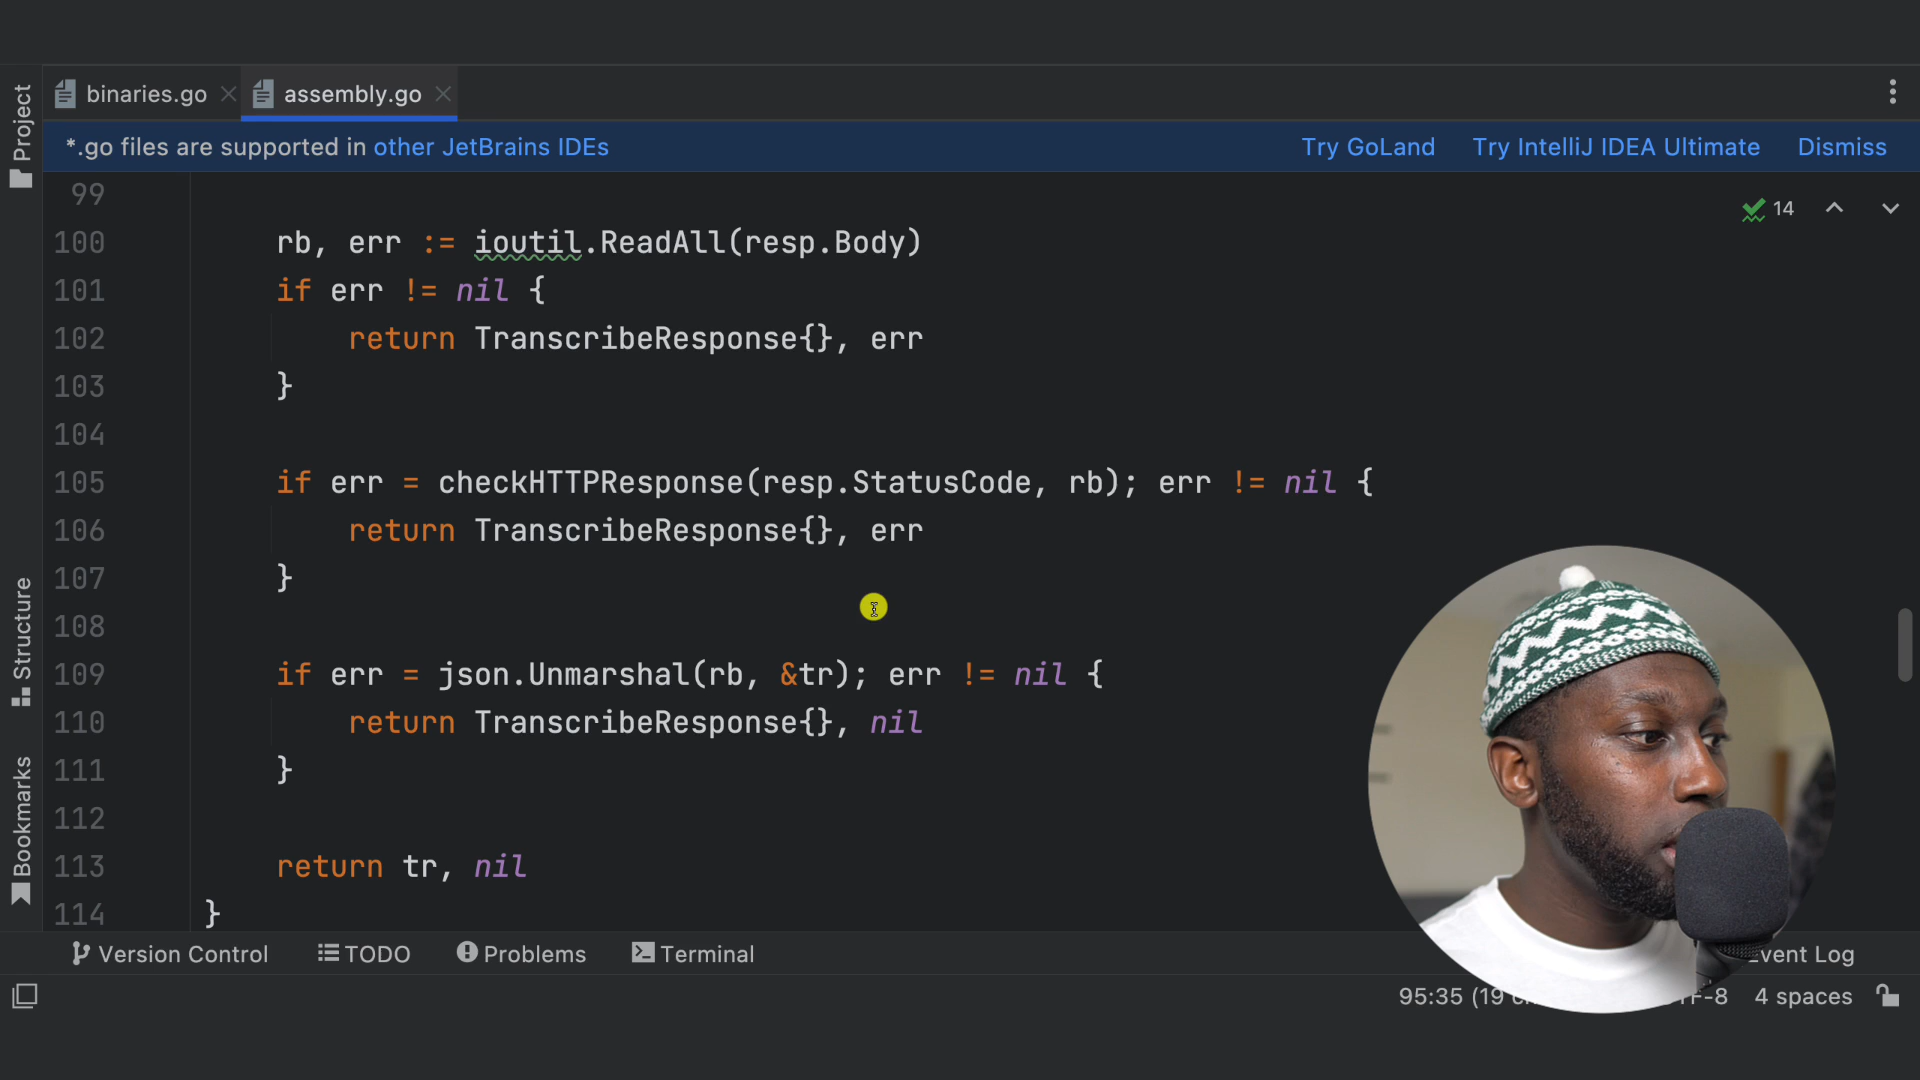 binaries.go
assembly.go
*.go files are supported in other JetBrains IDEs
Try GoLand
Try IntelliJ IDEA Ultimate
Dismiss
Project
Structure
Bookmarks
14
99
100 rb, err := ioutil.ReadAll(resp.Body)
101 if err != nil {
102 return TranscribeResponse{}, err
103 }
104
105 if err = checkHTTPResponse(resp.StatusCode, rb); err != nil {
106 return TranscribeResponse{}, err
107 }
108
109 if err = json.Unmarshal(rb, &tr); err != nil {
110 return TranscribeResponse{}, nil
111 }
112
113 return tr, nil
114 }
Version Control
TODO
Problems
Terminal
Event Log
95:35 (19
4 spaces